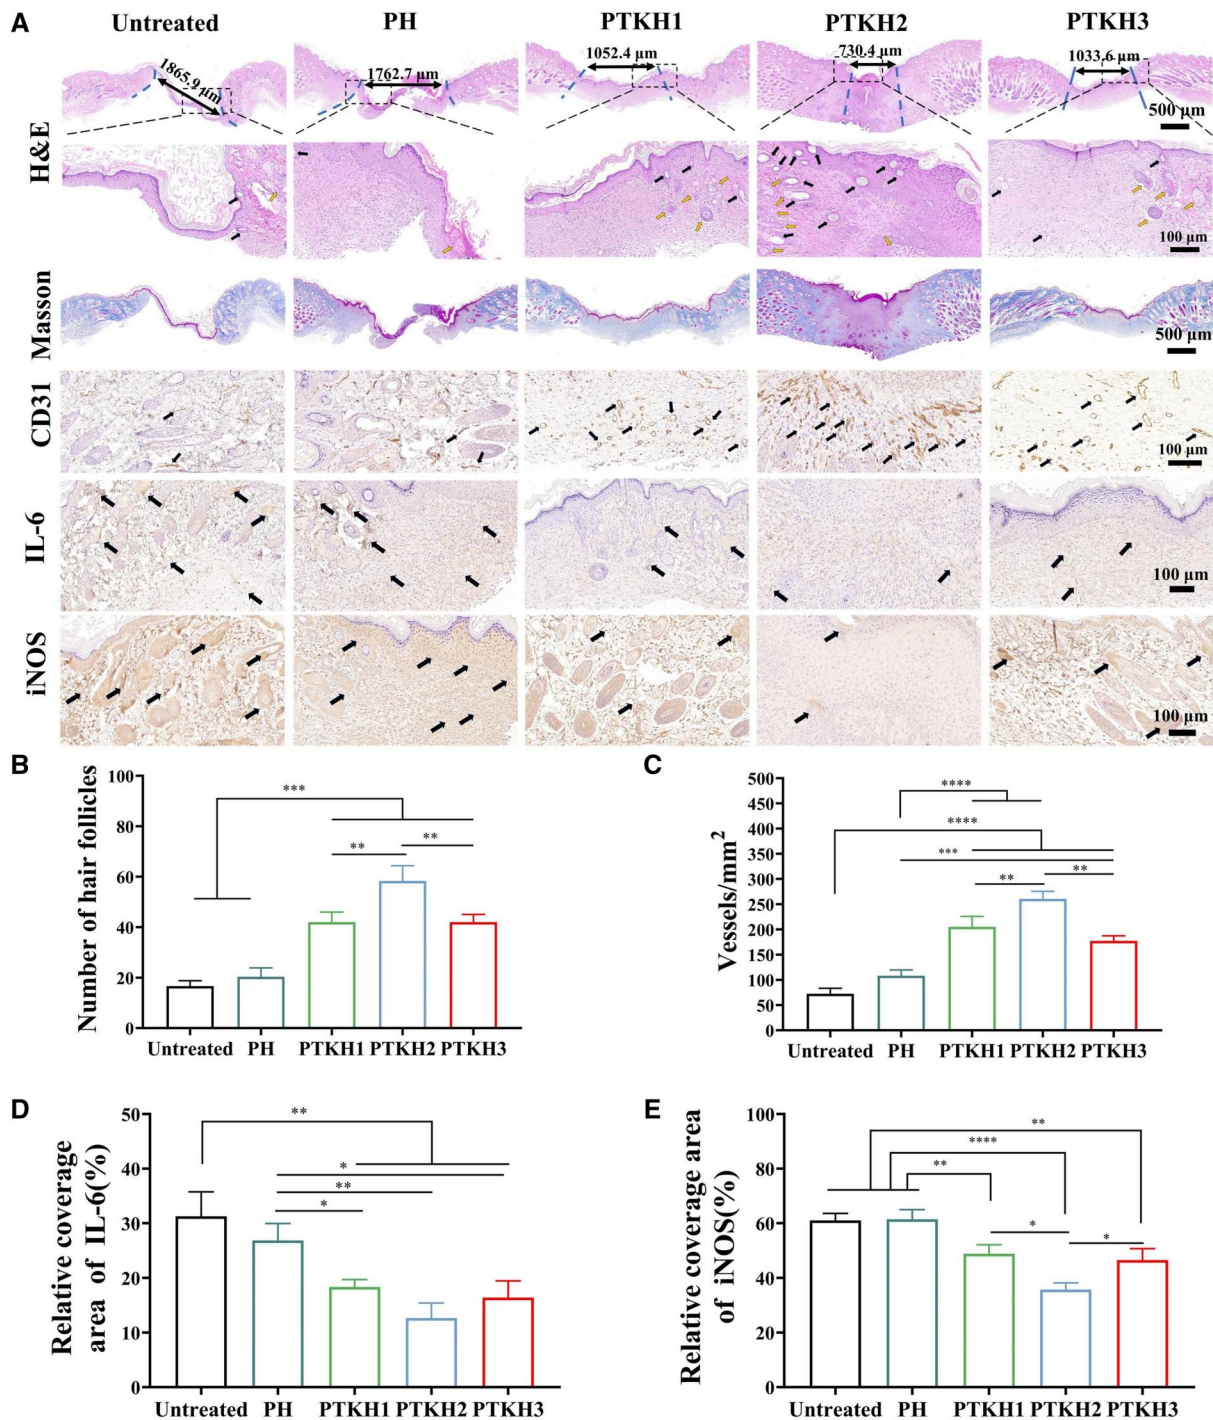 A
Untreated
PH
PTKH1
PTKH2
PTKH3
H&E
1865.9 µm
1762.7 µm
1052.4 µm
730.4 µm
1033.6 µm
500 µm
100 µm
Masson
500 µm
CD31
100 µm
IL-6
100 µm
iNOS
100 µm
B
Number of hair follicles
100
80
60
40
20
0
***
**
**
Untreated
PH
PTKH1
PTKH2
PTKH3
C
Vessels/mm²
500
450
400
350
300
250
200
150
100
50
0
****
****
***
**
**
Untreated
PH
PTKH1
PTKH2
PTKH3
D
Relative coverage
area of IL-6(%)
50
40
30
20
10
0
**
*
**
*
Untreated
PH
PTKH1
PTKH2
PTKH3
E
Relative coverage area
of iNOS(%)
100
80
60
40
20
0
**
****
**
*
*
Untreated
PH
PTKH1
PTKH2
PTKH3